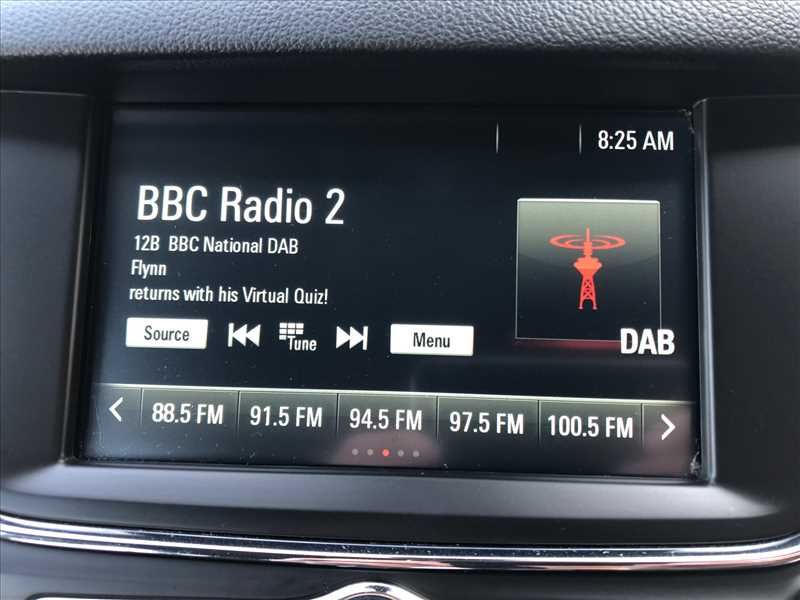 8:25 AM
BBC Radio 2
12B BBC National DAB
Flynn
returns with his Virtual Quiz!
Source
Tune
Menu
DAB
88.5 FM 91.5 FM 94.5 FM 97.5 FM 100.5 FM